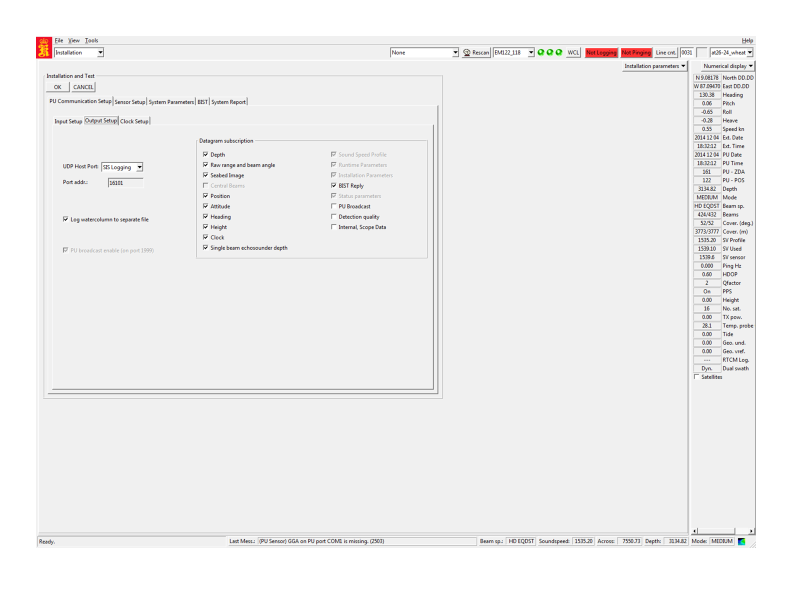 File View Tools Help
Installation None Rescan EM122_118 WCL Not Logging Not Pinging Line cnt. 0031 at26-24_wheat
Installation parameters Numerical display
Installation and Test
OK CANCEL
PU Communication Setup Sensor Setup System Parameters BIST System Report
Input Setup Output Setup Clock Setup
UDP Host Port: SIS Logging
Port addr.: 16101
Log watercolumn to separate file
PU broadcast enable (on port 1999)
Datagram subscription
Depth
Raw range and beam angle
Seabed Image
Central Beams
Position
Attitude
Heading
Height
Clock
Single beam echosounder depth
Sound Speed Profile
Runtime Parameters
Installation Parameters
BIST Reply
Status parameters
PU Broadcast
Detection quality
Internal, Scope Data
N 9.08178 North DD.DD
W 87.09470 East DD.DD
130.38 Heading
0.06 Pitch
-0.65 Roll
-0.28 Heave
0.55 Speed kn
2014 12 04 Ext. Date
18:32:12 Ext. Time
2014 12 04 PU Date
18:32:12 PU Time
161 PU - ZDA
122 PU - POS
3134.82 Depth
MEDIUM Mode
HD EQDST Beam sp.
424/432 Beams
52/52 Cover. (deg.)
3773/3777 Cover. (m)
1535.20 SV Profile
1539.10 SV Used
1539.6 SV sensor
0.000 Ping Hz
0.60 HDOP
2 Qfactor
On PPS
0.00 Height
16 No. sat.
0.00 TX pow.
28.1 Temp. probe
0.00 Tide
0.00 Geo. und.
0.00 Geo. vref.
--- RTCM Log.
Dyn. Dual swath
Satellites
Ready. Last Mess.: (PU Sensor) GGA on PU port COM1 is missing. (2503) Beam sp.: HD EQDST Soundspeed: 1535.20 Across: 7550.73 Depth: 3134.82 Mode: MEDIUM